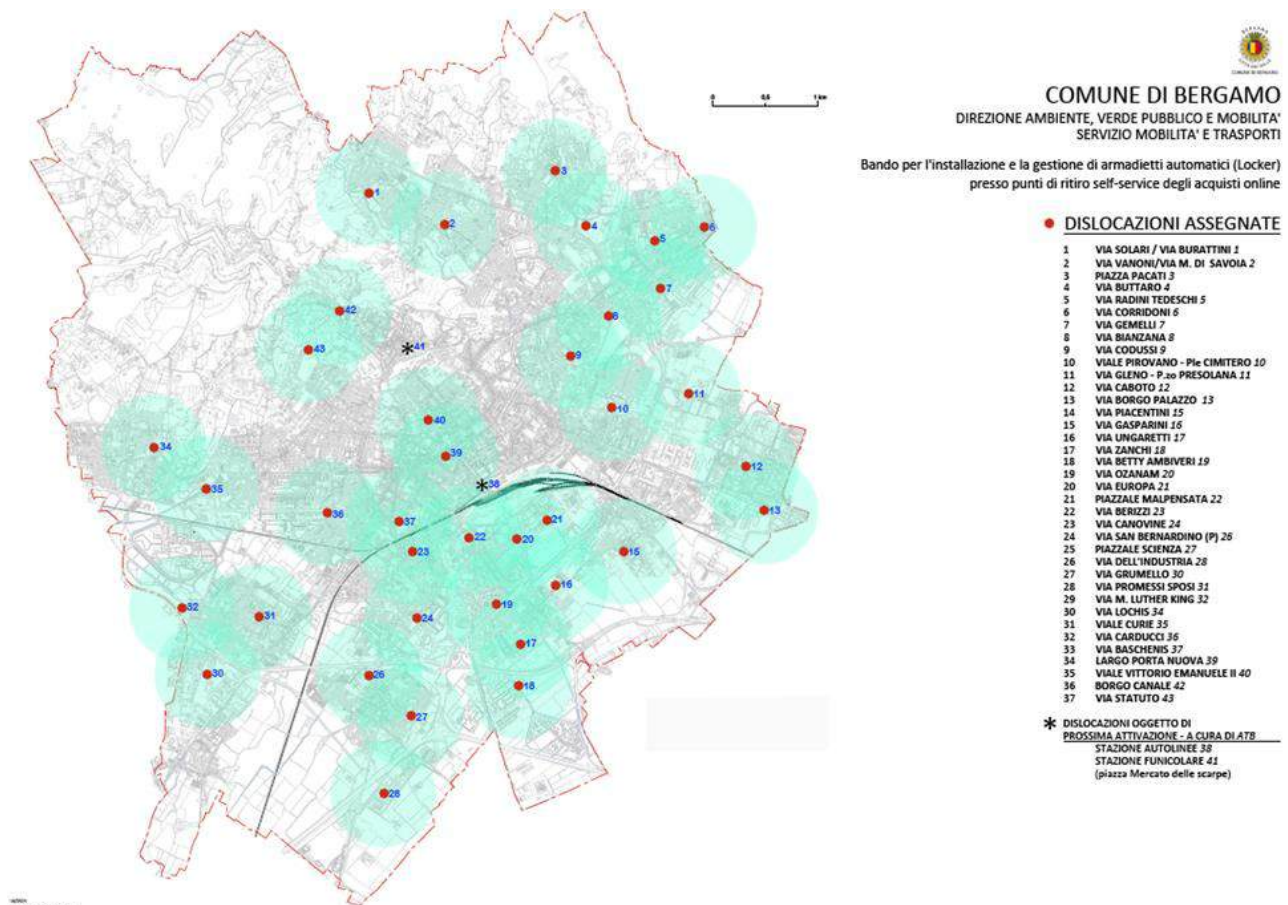 COMUNE DI BERGAMO
0 0,5 1 km
COMUNE DI BERGAMO
DIREZIONE AMBIENTE, VERDE PUBBLICO E MOBILITA'
SERVIZIO MOBILITA' E TRASPORTI
Bando per l'installazione e la gestione di armadietti automatici (Locker)
presso punti di ritiro self-service degli acquisti online
DISLOCAZIONI ASSEGNATE
1 VIA SOLARI / VIA BURATTINI 1
2 VIA VANONI/VIA M. DI SAVOIA 2
3 PIAZZA PACATI 3
4 VIA BUTTARO 4
5 VIA RADINI TEDESCHI 5
6 VIA CORRIDONI 6
7 VIA GEMELLI 7
8 VIA BIANZANA 8
9 VIA CODUSSI 9
10 VIALE PIROVANO - Ple CIMITERO 10
11 VIA GLENO - P.zo PRESOLANA 11
12 VIA CABOTO 12
13 VIA BORGO PALAZZO 13
14 VIA PIACENTINI 15
15 VIA GASPARINI 16
16 VIA UNGARETTI 17
17 VIA ZANCHI 18
18 VIA BETTY AMBIVERI 19
19 VIA OZANAM 20
20 VIA EUROPA 21
21 PIAZZALE MALPENSATA 22
22 VIA BERIZZI 23
23 VIA CANOVINE 24
24 VIA SAN BERNARDINO (P) 26
25 PIAZZALE SCIENZA 27
26 VIA DELL'INDUSTRIA 28
27 VIA GRUMELLO 30
28 VIA PROMESSI SPOSI 31
29 VIA M. LUTHER KING 32
30 VIA LOCHIS 34
31 VIALE CURIE 35
32 VIA CARDUCCI 36
33 VIA BASCHENIS 37
34 LARGO PORTA NUOVA 39
35 VIALE VITTORIO EMANUELE II 40
36 BORGO CANALE 42
37 VIA STATUTO 43
* DISLOCAZIONI OGGETTO DI
PROSSIMA ATTIVAZIONE - A CURA DI ATB
STAZIONE AUTOLINEE 38
STAZIONE FUNICOLARE 41
(piazza Mercato delle scarpe)
3
1
2
4
6
5
7
42
8
41
43
9
11
10
40
34
39
12
38
35
13
36
37
21
22
20
23
15
16
19
32
31
24
17
30
26
18
27
28